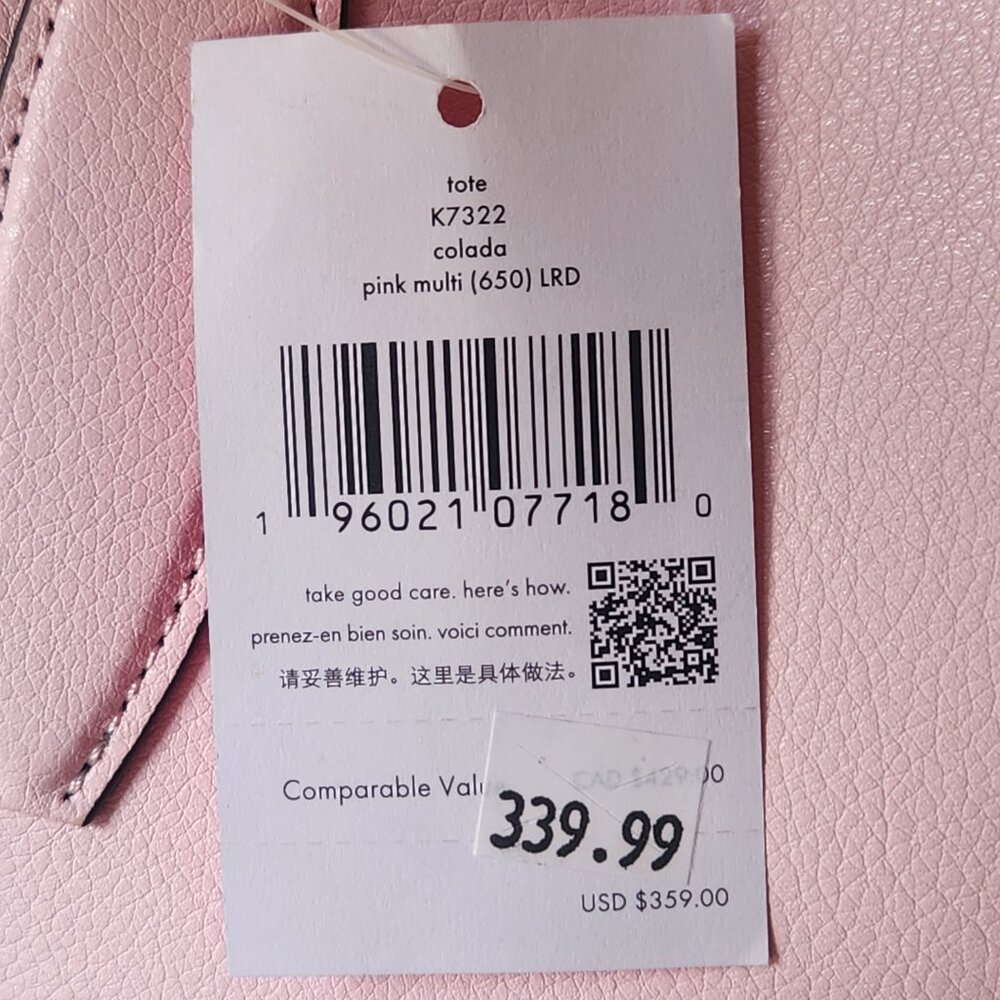 tote
K7322
colada
pink multi (650) LRD
1 96021 07718 0
take good care. here's how.
prenez-en bien soin. voici comment.
请妥善维护。这里是具体做法。
Comparable Value CAD $429.00
339.99
USD $359.00